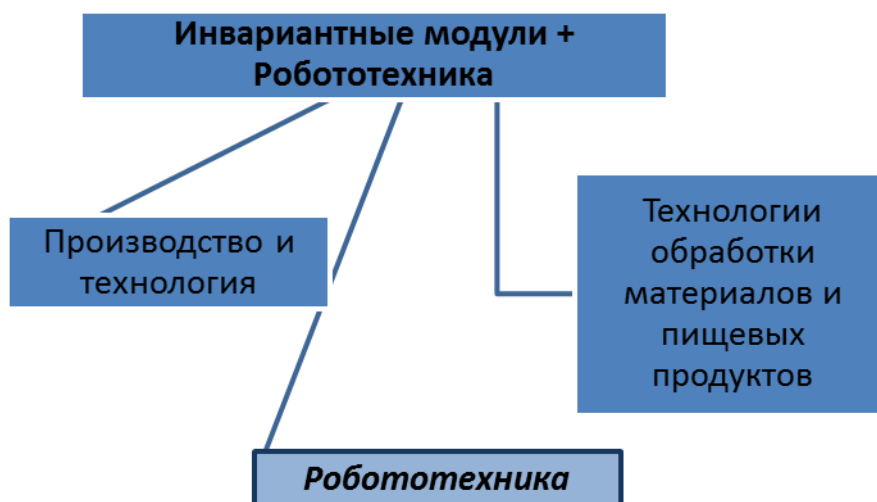 Инвариантные модули +
Робототехника
Производство и
технология
Технологии
обработки
материалов и
пищевых
продуктов
Робототехника